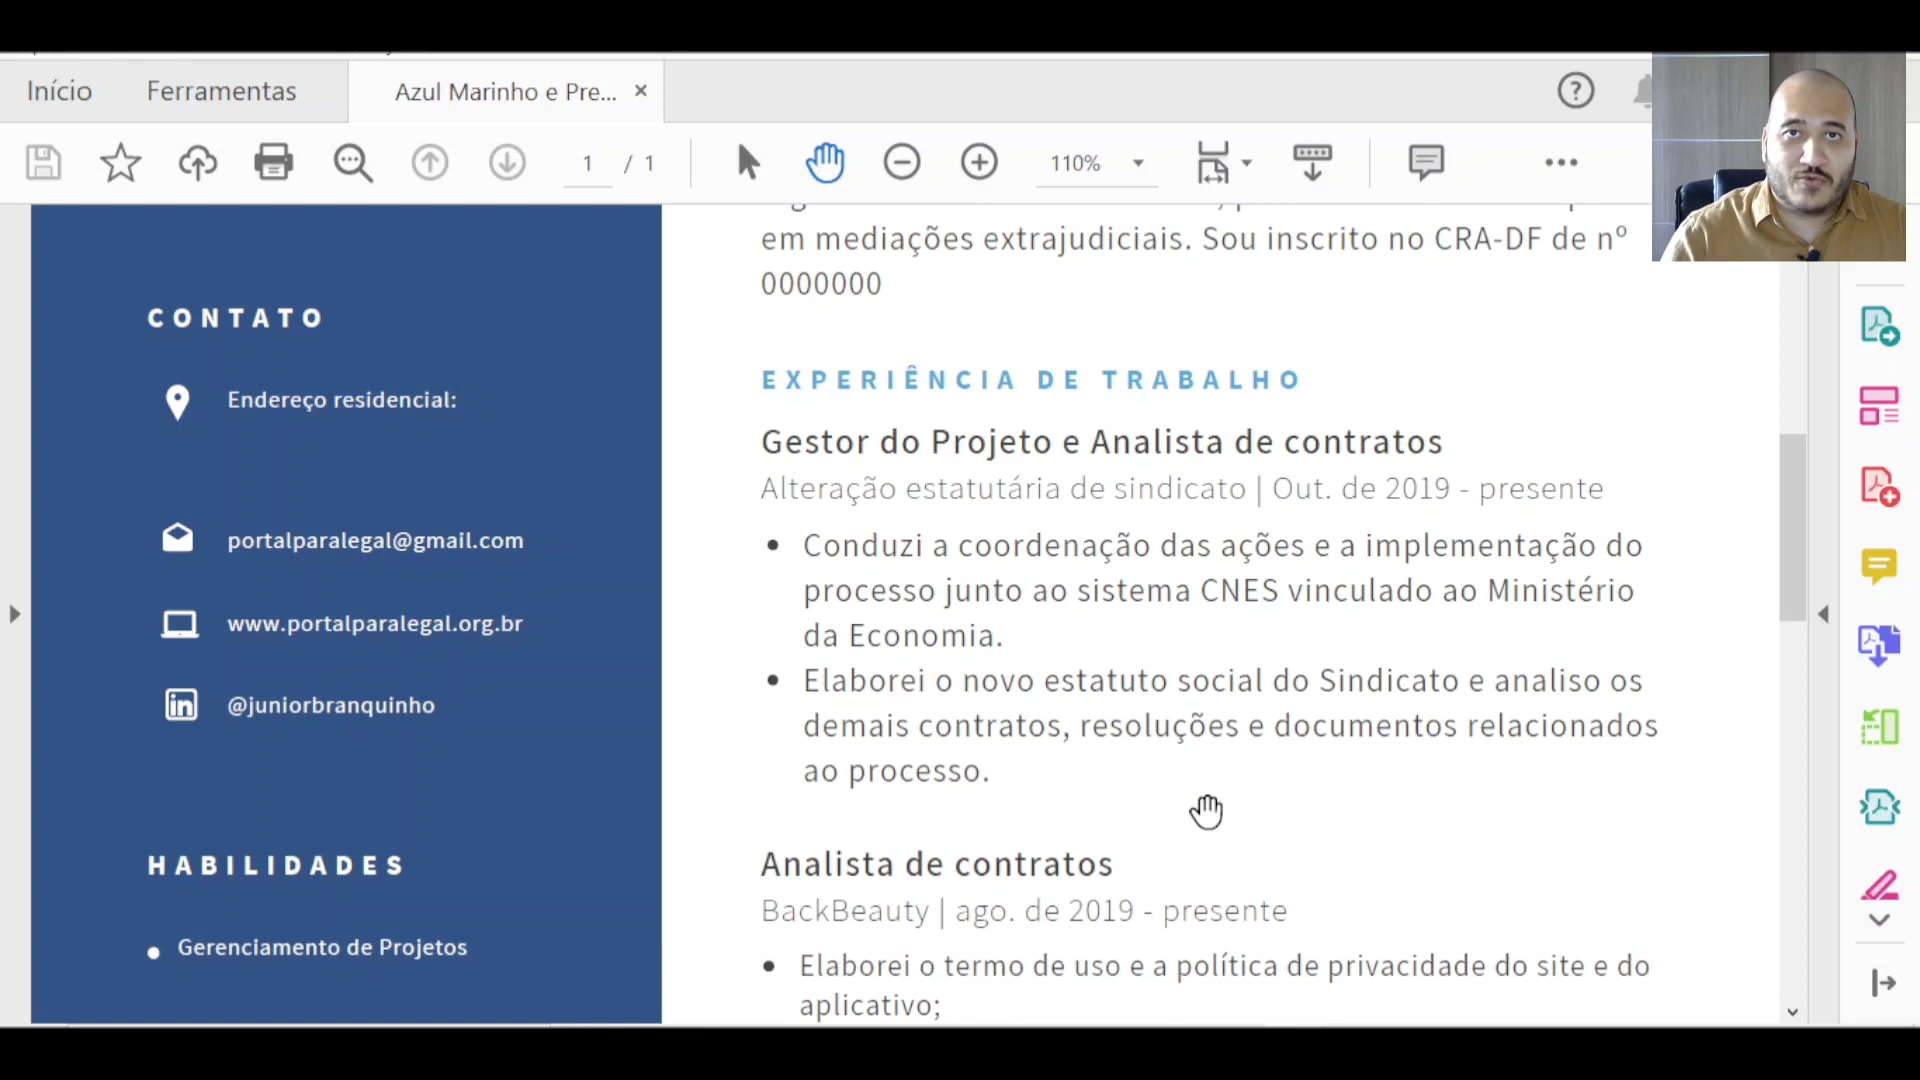 Início
Ferramentas
Azul Marinho e Pre...
1 / 1
110%
CONTATO
Endereço residencial:
portalparalegal@gmail.com
www.portalparalegal.org.br
@juniorbranquinho
HABILIDADES
Gerenciamento de Projetos
em mediações extrajudiciais. Sou inscrito no CRA-DF de nº
0000000
EXPERIÊNCIA DE TRABALHO
Gestor do Projeto e Analista de contratos
Alteração estatutária de sindicato | Out. de 2019 - presente
• Conduzi a coordenação das ações e a implementação do
processo junto ao sistema CNES vinculado ao Ministério
da Economia.
• Elaborei o novo estatuto social do Sindicato e analiso os
demais contratos, resoluções e documentos relacionados
ao processo.
Analista de contratos
BackBeauty | ago. de 2019 - presente
• Elaborei o termo de uso e a política de privacidade do site e do
aplicativo;